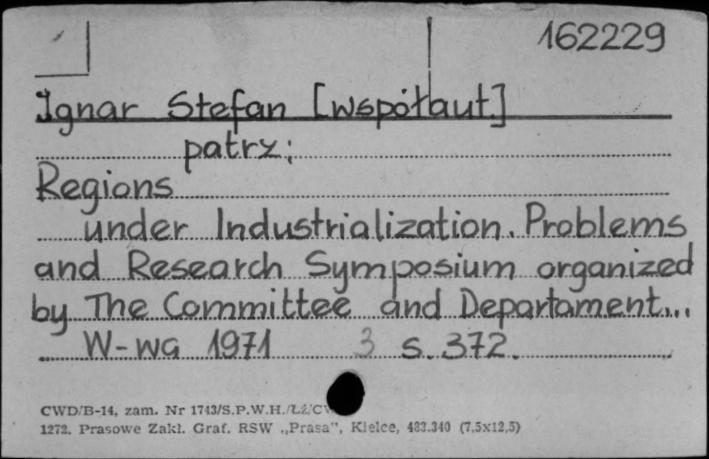 162229
Ignar Stefan [współaut]
patrz:
Regions
under Industrialization. Problems
and Research Symposium organized
by The Committee and Departament...
W-wa 1971 3 s. 372.
CWD/B-14, zam. Nr 1743/S.P.W.H./Łź/CW
1272. Prasowe Zakł. Graf. RSW „Prasa”, Kielce, 483.340 (7,5x12,5)